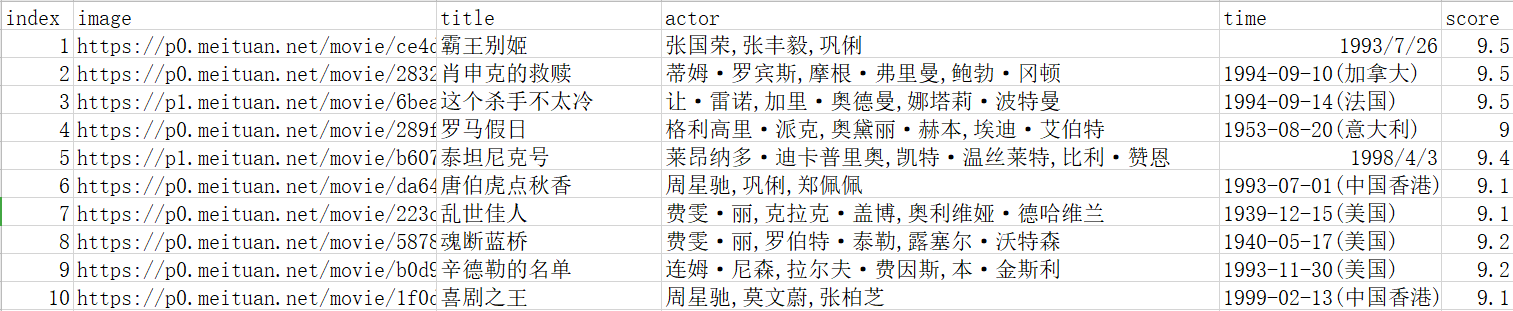 index image title actor time score
1 https://p0.meituan.net/movie/ce4d 霸王别姬 张国荣,张丰毅,巩俐 1993/7/26 9.5
2 https://p0.meituan.net/movie/2832 肖申克的救赎 蒂姆·罗宾斯,摩根·弗里曼,鲍勃·冈顿 1994-09-10(加拿大) 9.5
3 https://p1.meituan.net/movie/6bea 这个杀手不太冷 让·雷诺,加里·奥德曼,娜塔莉·波特曼 1994-09-14(法国) 9.5
4 https://p0.meituan.net/movie/289f 罗马假日 格利高里·派克,奥黛丽·赫本,埃迪·艾伯特 1953-08-20(意大利) 9
5 https://p1.meituan.net/movie/b607 泰坦尼克号 莱昂纳多·迪卡普里奥,凯特·温丝莱特,比利·赞恩 1998/4/3 9.4
6 https://p0.meituan.net/movie/da64 唐伯虎点秋香 周星驰,巩俐,郑佩佩 1993-07-01(中国香港) 9.1
7 https://p0.meituan.net/movie/223c 乱世佳人 费雯·丽,克拉克·盖博,奥利维娅·德哈维兰 1939-12-15(美国) 9.1
8 https://p0.meituan.net/movie/5878 魂断蓝桥 费雯·丽,罗伯特·泰勒,露塞尔·沃特森 1940-05-17(美国) 9.2
9 https://p0.meituan.net/movie/b0d9 辛德勒的名单 连姆·尼森,拉尔夫·费因斯,本·金斯利 1993-11-30(美国) 9.2
10 https://p0.meituan.net/movie/1f0d 喜剧之王 周星驰,莫文蔚,张柏芝 1999-02-13(中国香港) 9.1